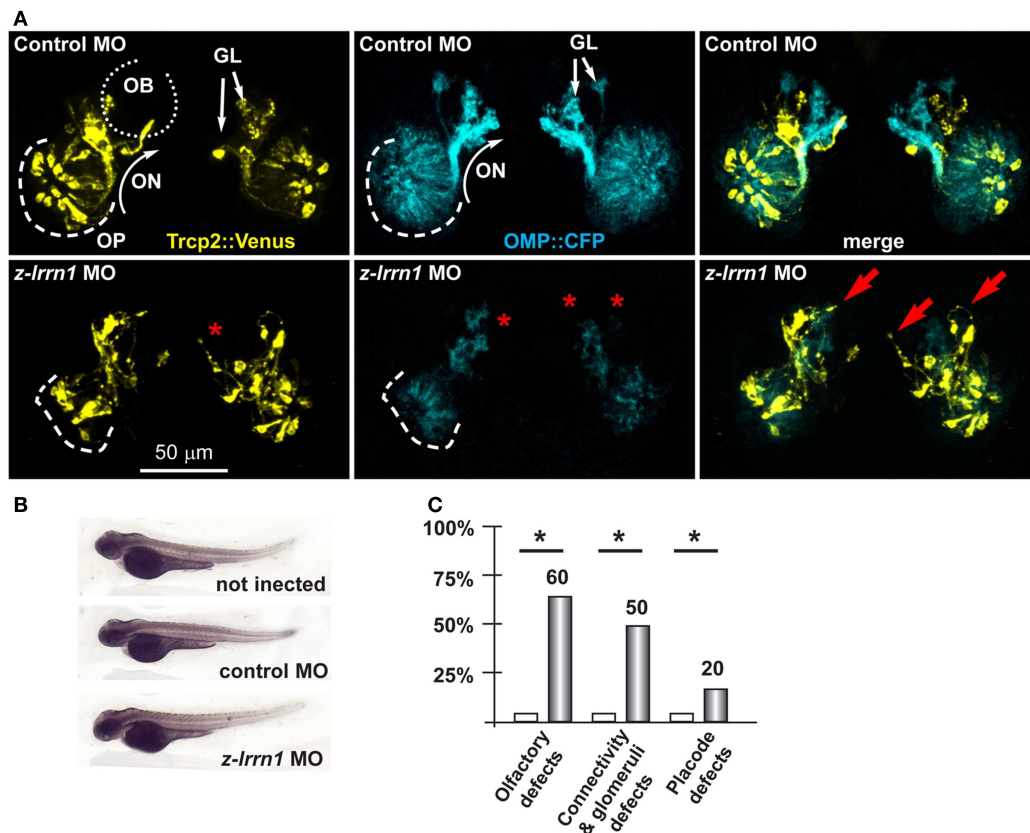 A
Control MO
GL
OB
ON
OP
Trcp2::Venus
Control MO
GL
ON
OMP::CFP
Control MO
merge
z-lrrn1 MO
*
50 µm
z-lrrn1 MO
*
* *
z-lrrn1 MO
B
not inected
control MO
z-lrrn1 MO
C
100%
75%
50%
25%
*
*
*
60
50
20
Olfactory
defects
Connectivity
& glomeruli
defects
Placode
defects